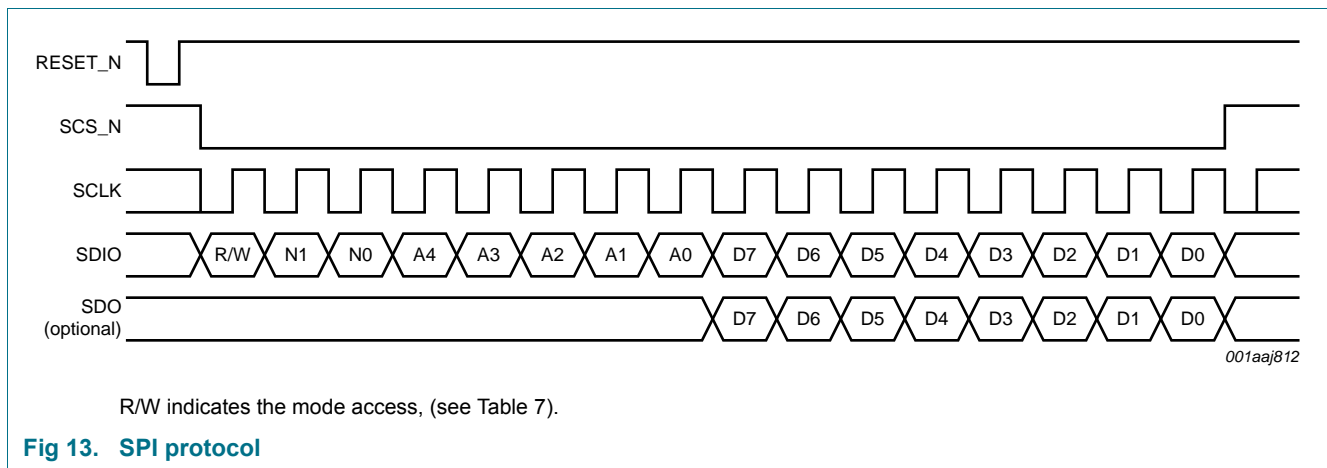 RESET_N
SCS_N
SCLK
SDIO R/W N1 N0 A4 A3 A2 A1 A0 D7 D6 D5 D4 D3 D2 D1 D0
SDO
(optional) D7 D6 D5 D4 D3 D2 D1 D0
001aaj812
R/W indicates the mode access, (see Table 7).
Fig 13. SPI protocol